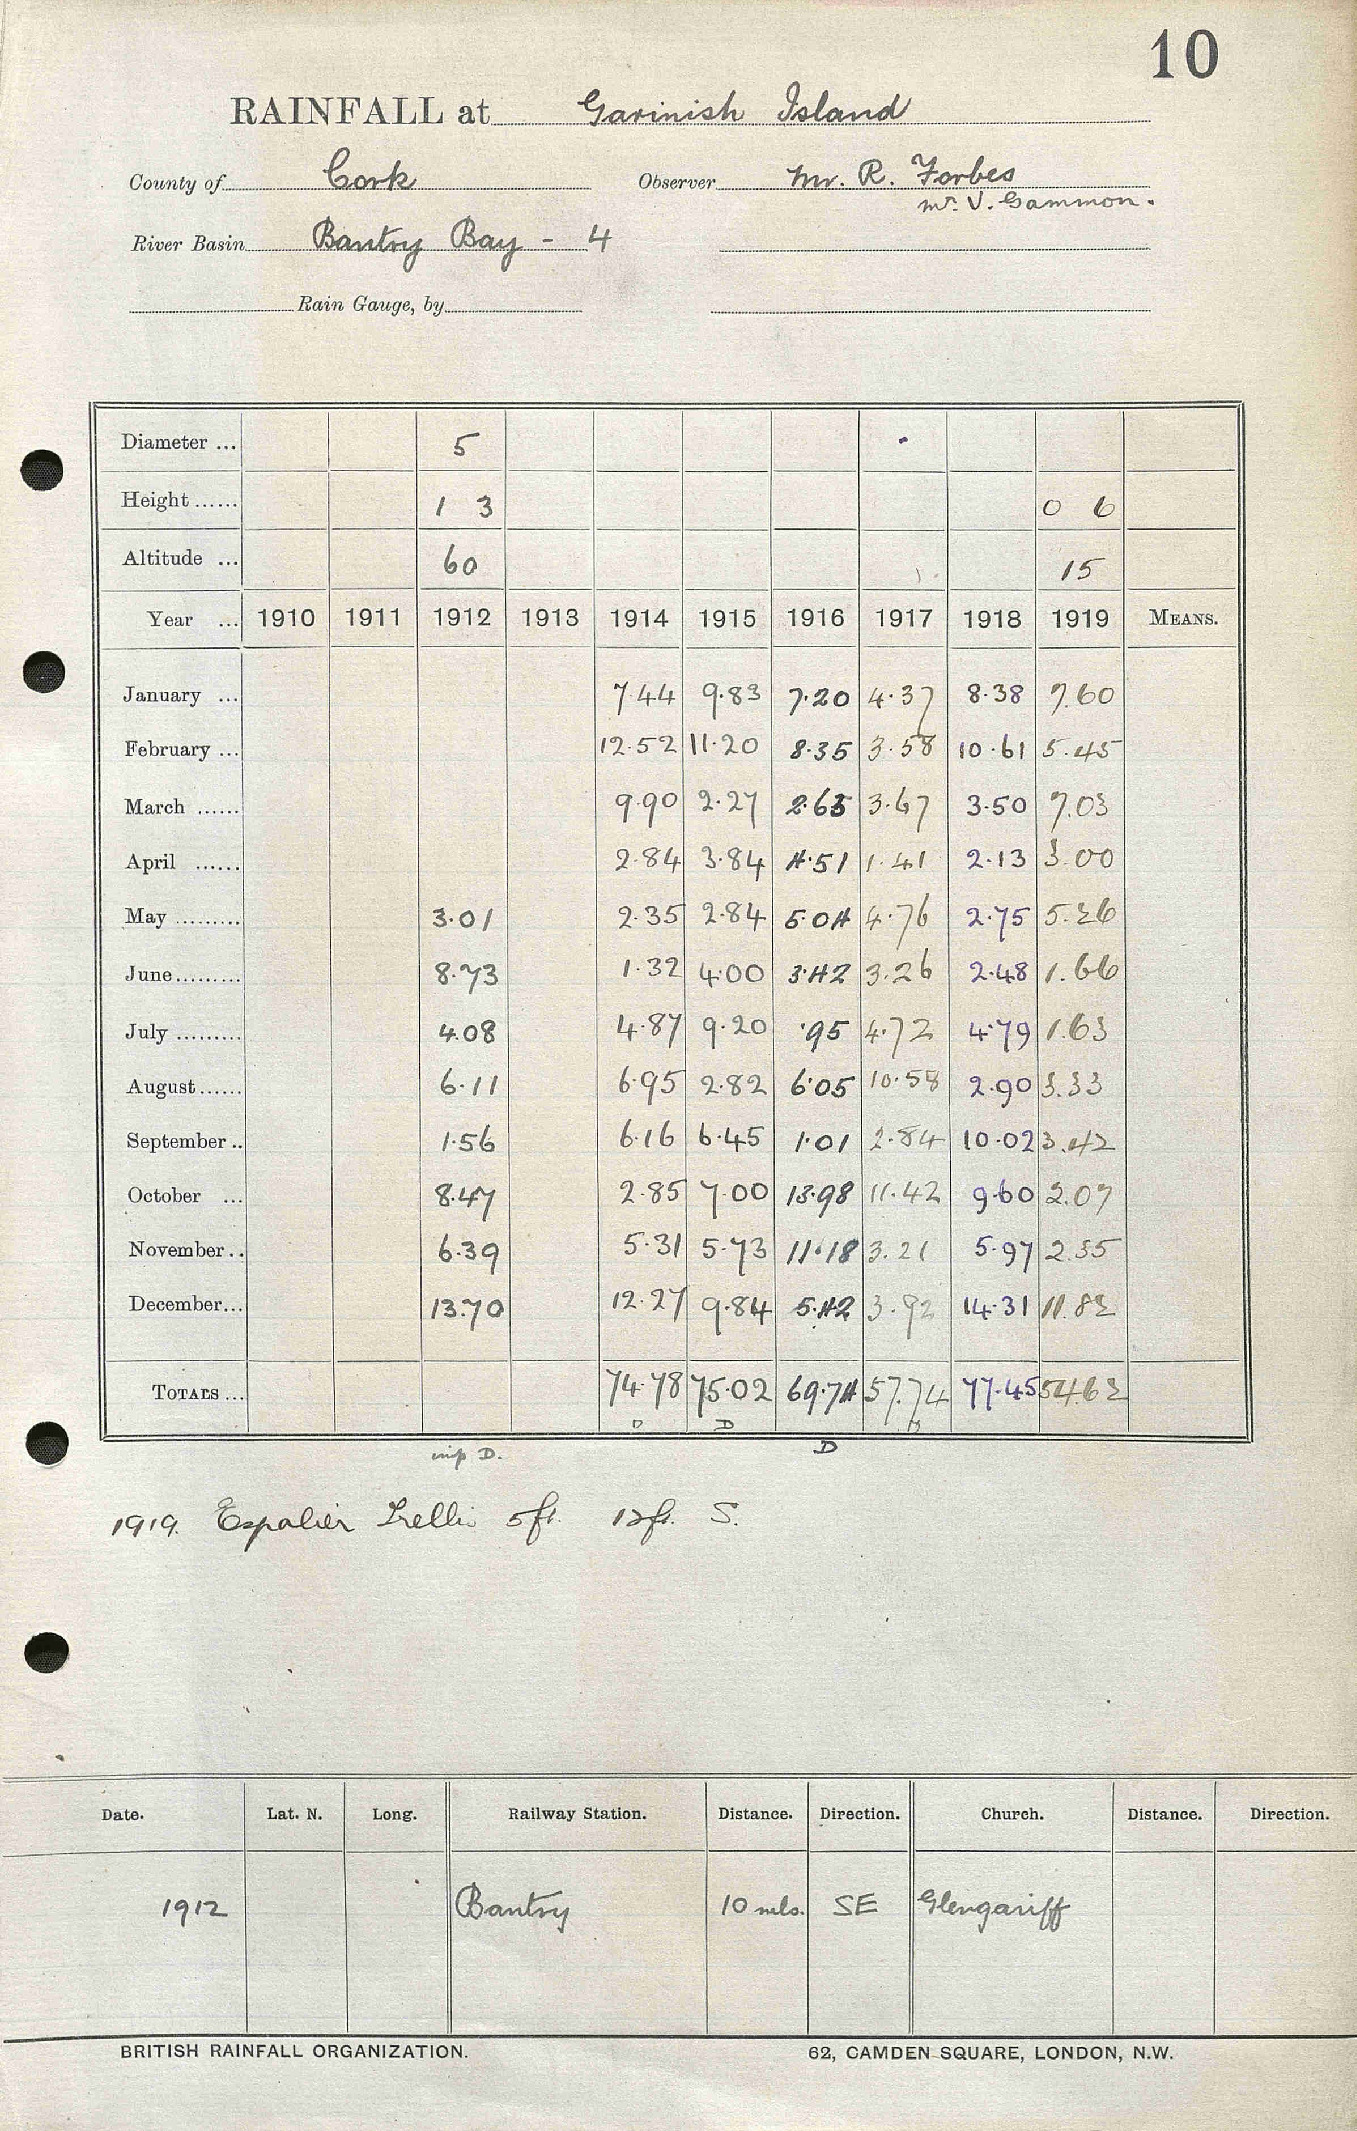 10
RAINFALL at Garinish Island
County of Cork Observer Mr. R. Forbes
Mr. V. Gammon.
River Basin Bantry Bay - 4
Rain Gauge, by
Diameter ... 5
Height ...... 1 3 0 6
Altitude ... 60 15
Year ... 1910 1911 1912 1913 1914 1915 1916 1917 1918 1919 MEANS.
January ... 7.44 9.83 7.20 4.37 8.38 7.60
February ... 12.52 11.20 8.35 3.58 10.61 5.45
March ...... 9.90 2.27 2.63 3.67 3.50 7.03
April ...... 2.84 3.84 4.51 1.41 2.13 3.00
May ......... 3.01 2.35 2.84 5.04 4.76 2.75 5.26
June ......... 8.73 1.32 4.00 3.42 3.26 2.48 1.66
July ......... 4.08 4.87 9.20 .95 4.72 4.79 1.63
August ...... 6.11 6.95 2.82 6.05 10.58 2.90 3.33
September .. 1.56 6.16 6.45 1.01 2.84 10.02 3.42
October ... 8.47 2.85 7.00 13.98 11.42 9.60 2.07
November .. 6.39 5.31 5.73 11.18 3.21 5.97 2.35
December ... 13.70 12.27 9.84 5.42 3.92 14.31 11.82
TOTALS ... 74.78 75.02 69.74 57.74 77.45 54.62
D D
D.
D
1919. Espalier Trellis 5ft. 12ft. S.
Date. Lat. N. Long. Railway Station. Distance. Direction. Church. Distance. Direction.
1912 Bantry 10 mls. SE Glengariff
BRITISH RAINFALL ORGANIZATION. 62, CAMDEN SQUARE, LONDON, N.W.